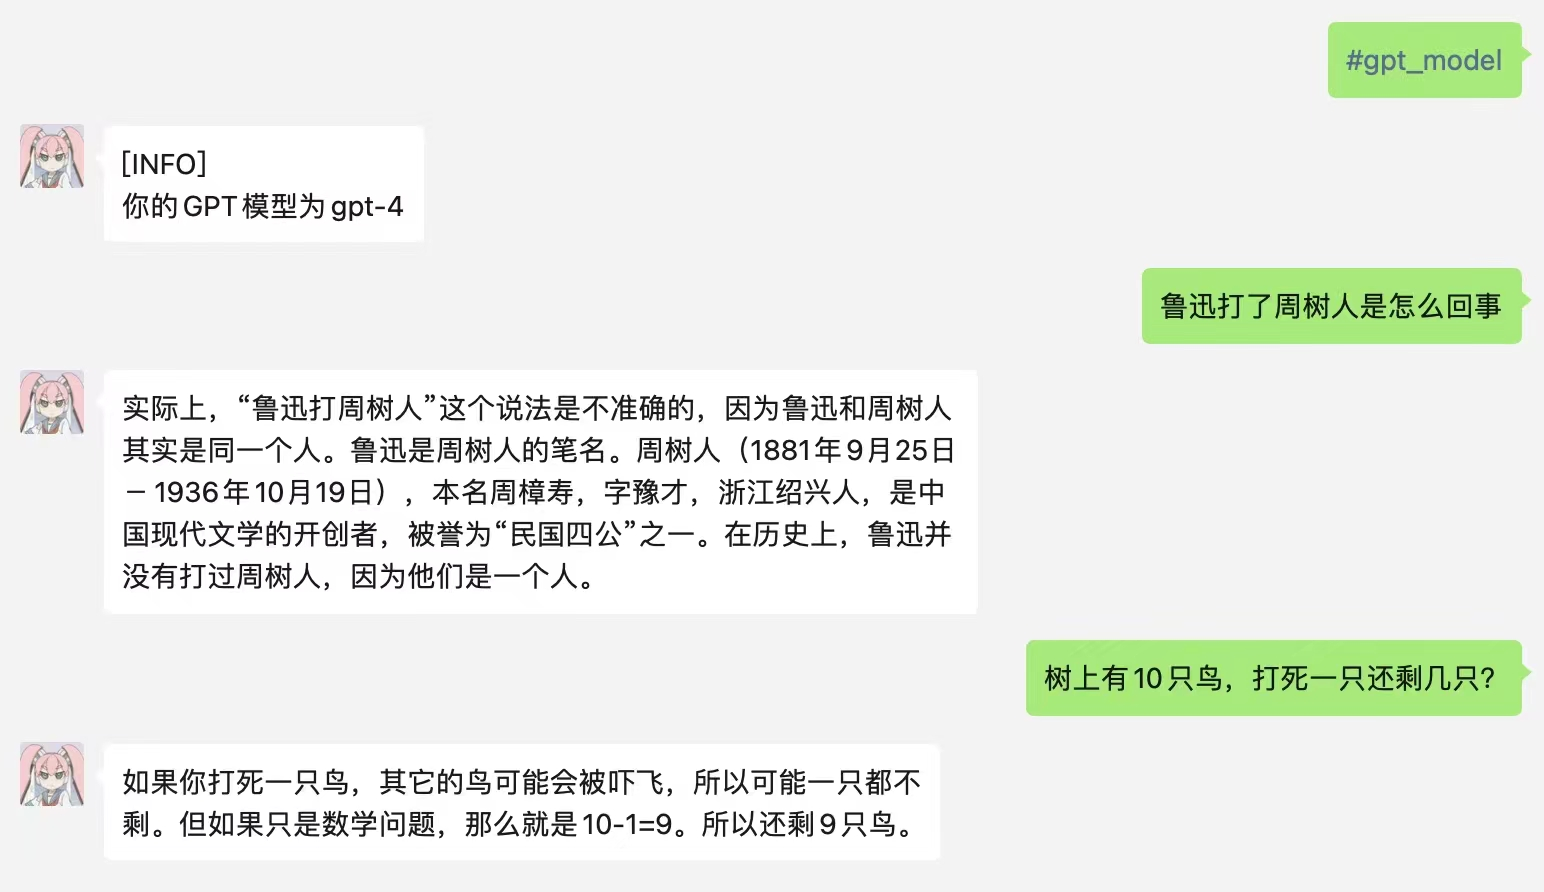 #gpt_model
[INFO]
你的GPT模型为gpt-4
鲁迅打了周树人是怎么回事
实际上，“鲁迅打周树人”这个说法是不准确的，因为鲁迅和周树人
其实是同一个人。鲁迅是周树人的笔名。周树人（1881年9月25日
－1936年10月19日），本名周樟寿，字豫才，浙江绍兴人，是中
国现代文学的开创者，被誉为“民国四公”之一。在历史上，鲁迅并
没有打过周树人，因为他们是一个人。
树上有10只鸟，打死一只还剩几只？
如果你打死一只鸟，其它的鸟可能会被吓飞，所以可能一只都不
剩。但如果只是数学问题，那么就是10-1=9。所以还剩9只鸟。